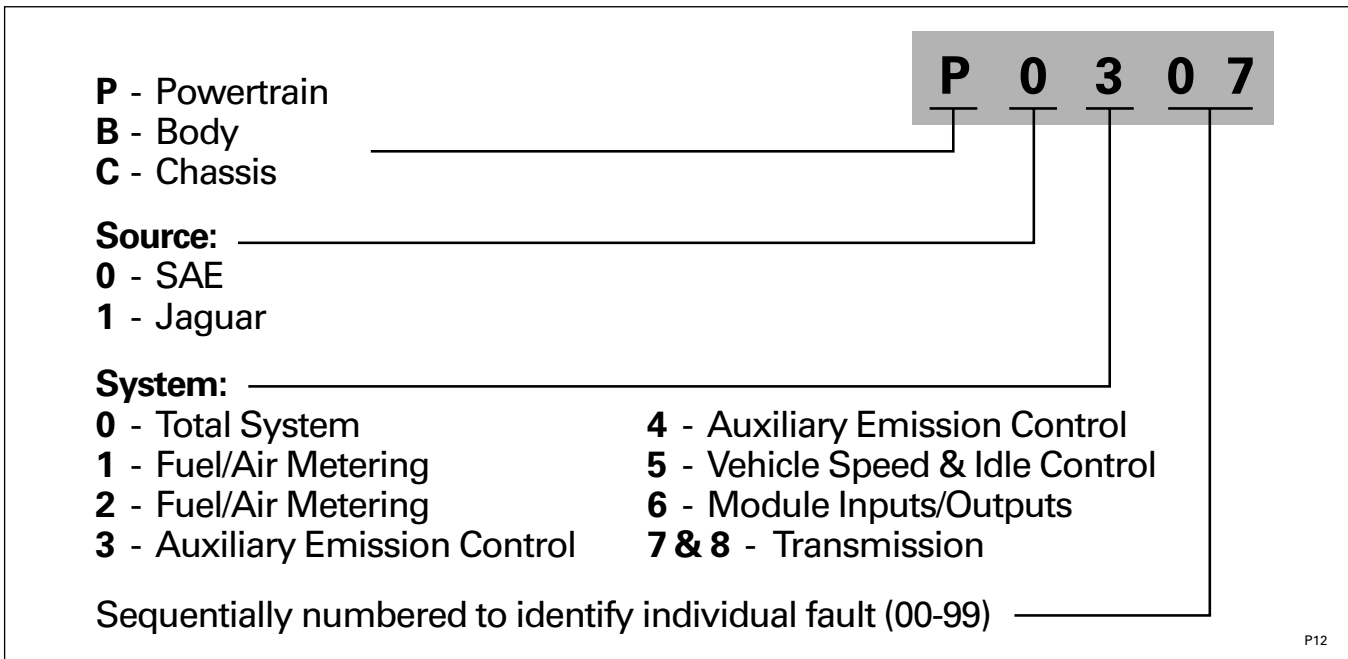 P 0 3 0 7
P - Powertrain
B - Body
C - Chassis
Source:
0 - SAE
1 - Jaguar
System:
0 - Total System
1 - Fuel/Air Metering
2 - Fuel/Air Metering
3 - Auxiliary Emission Control
4 - Auxiliary Emission Control
5 - Vehicle Speed & Idle Control
6 - Module Inputs/Outputs
7 & 8 - Transmission
Sequentially numbered to identify individual fault (00-99)
P12